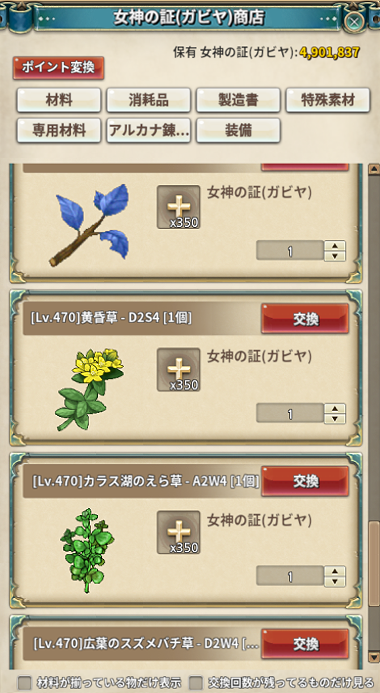 女神の証(ガビヤ)商店
保有 女神の証(ガビヤ):4,901,837
ポイント変換
材料 消耗品 製造書 特殊素材
専用材料 アルカナ錬... 装備
女神の証(ガビヤ)
x350
1
[Lv.470]黄昏草 - D2S4 [1個] 交換
女神の証(ガビヤ)
x350
1
[Lv.470]カラス湖のえら草 - A2W4 [1個] 交換
女神の証(ガビヤ)
x350
1
[Lv.470]広葉のスズメバチ草 - D2W4 [... 交換
材料が揃っている物だけ表示 交換回数が残ってるものだけ見る